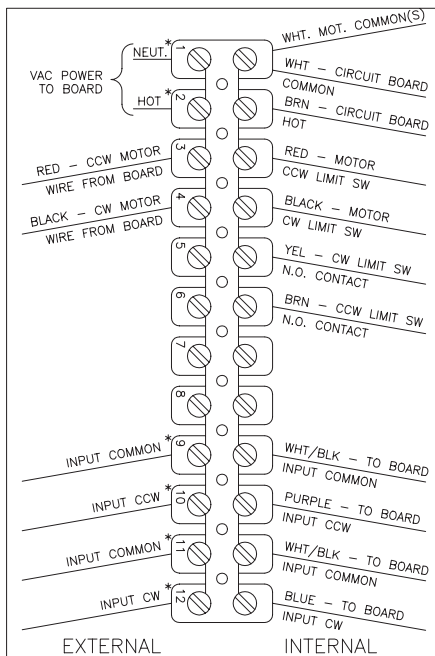 WHT. MOT. COMMON(S)
NEUT.* 1
WHT – CIRCUIT BOARD
COMMON
VAC POWER
TO BOARD
HOT * 2
BRN – CIRCUIT BOARD
HOT
RED – CCW MOTOR
WIRE FROM BOARD
3
RED – MOTOR
CCW LIMIT SW
BLACK – CW MOTOR
WIRE FROM BOARD
4
BLACK – MOTOR
CW LIMIT SW
5
YEL – CW LIMIT SW
N.O. CONTACT
6
BRN – CCW LIMIT SW
N.O. CONTACT
7
8
INPUT COMMON * 9
WHT/BLK – TO BOARD
INPUT COMMON
INPUT CCW * 10
PURPLE – TO BOARD
INPUT CCW
INPUT COMMON * 11
WHT/BLK – TO BOARD
INPUT COMMON
INPUT CW * 12
BLUE – TO BOARD
INPUT CW
EXTERNAL
INTERNAL